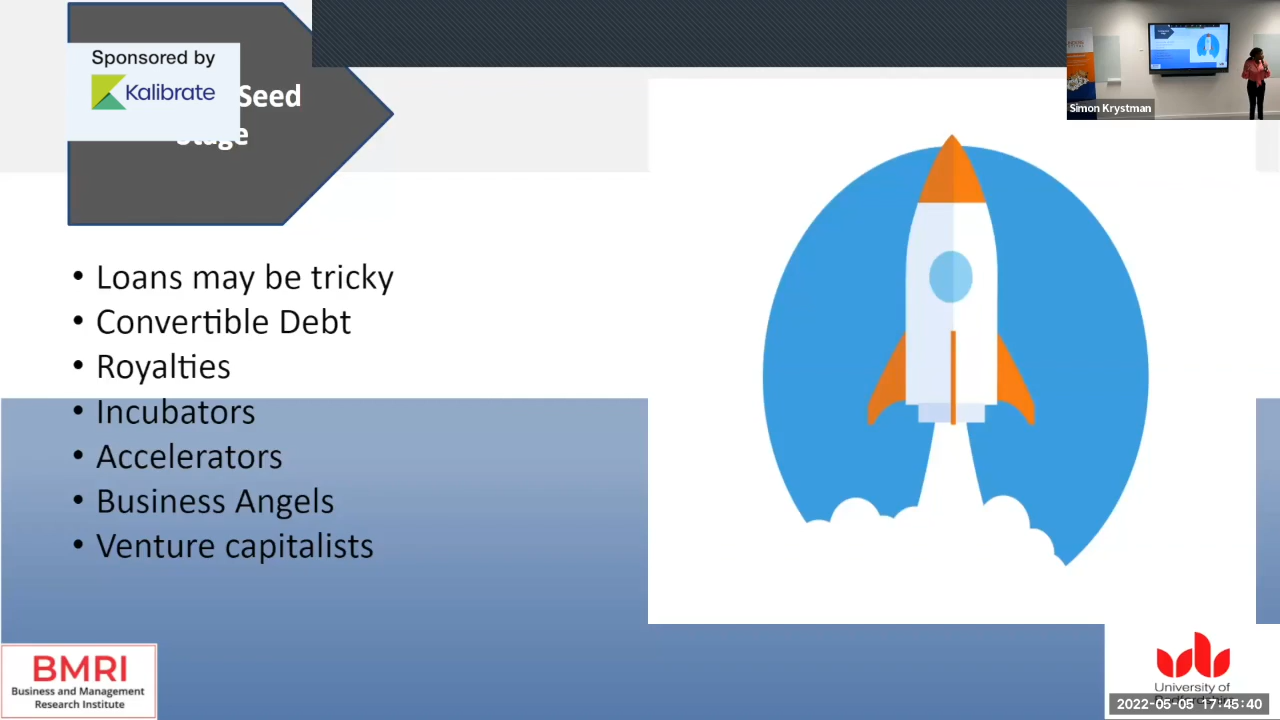 Sponsored by
Kalibrate
Seed
Stage
Simon Krystman
• Loans may be tricky
• Convertible Debt
• Royalties
• Incubators
• Accelerators
• Business Angels
• Venture capitalists
BMRI
Business and Management
Research Institute
University of
2022-05-05 17:45:40